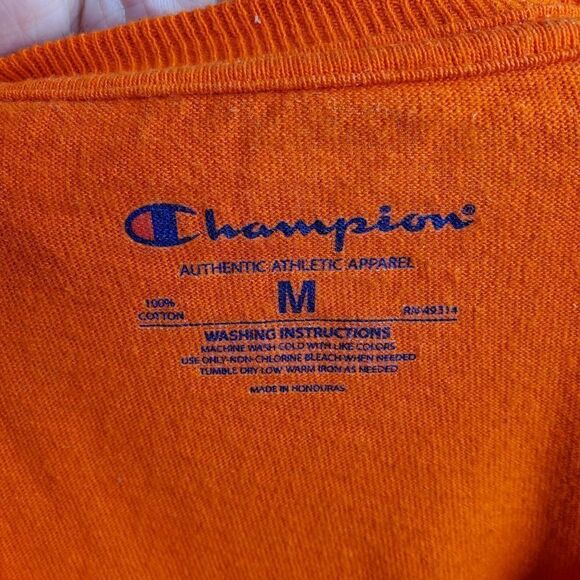 Champion®
AUTHENTIC ATHLETIC APPAREL
100%
COTTON
M
RN 49314
WASHING INSTRUCTIONS
MACHINE WASH COLD WITH LIKE COLORS
USE ONLY NON-CHLORINE BLEACH WHEN NEEDED
TUMBLE DRY LOW WARM IRON AS NEEDED
MADE IN HONDURAS